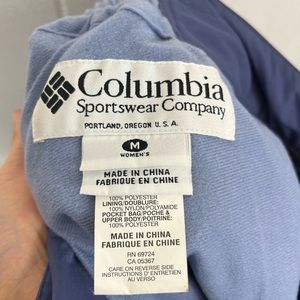 Columbia
Sportswear Company
PORTLAND, OREGON U.S.A.
M
WOMEN'S
MADE IN CHINA
FABRIQUE EN CHINE
MADE IN CHINA
FABRIQUE EN CHINE
100% POLYESTER
LINING/DOUBLURE:
100% NYLON/POLYAMIDE
POCKET BAG/POCHE &
UPPER BODY/POITRINE:
100% POLYESTER
RN 69724
CA 05367
CARE ON REVERSE SIDE
INSTRUCTIONS D'ENTRETIEN
AU VERSO